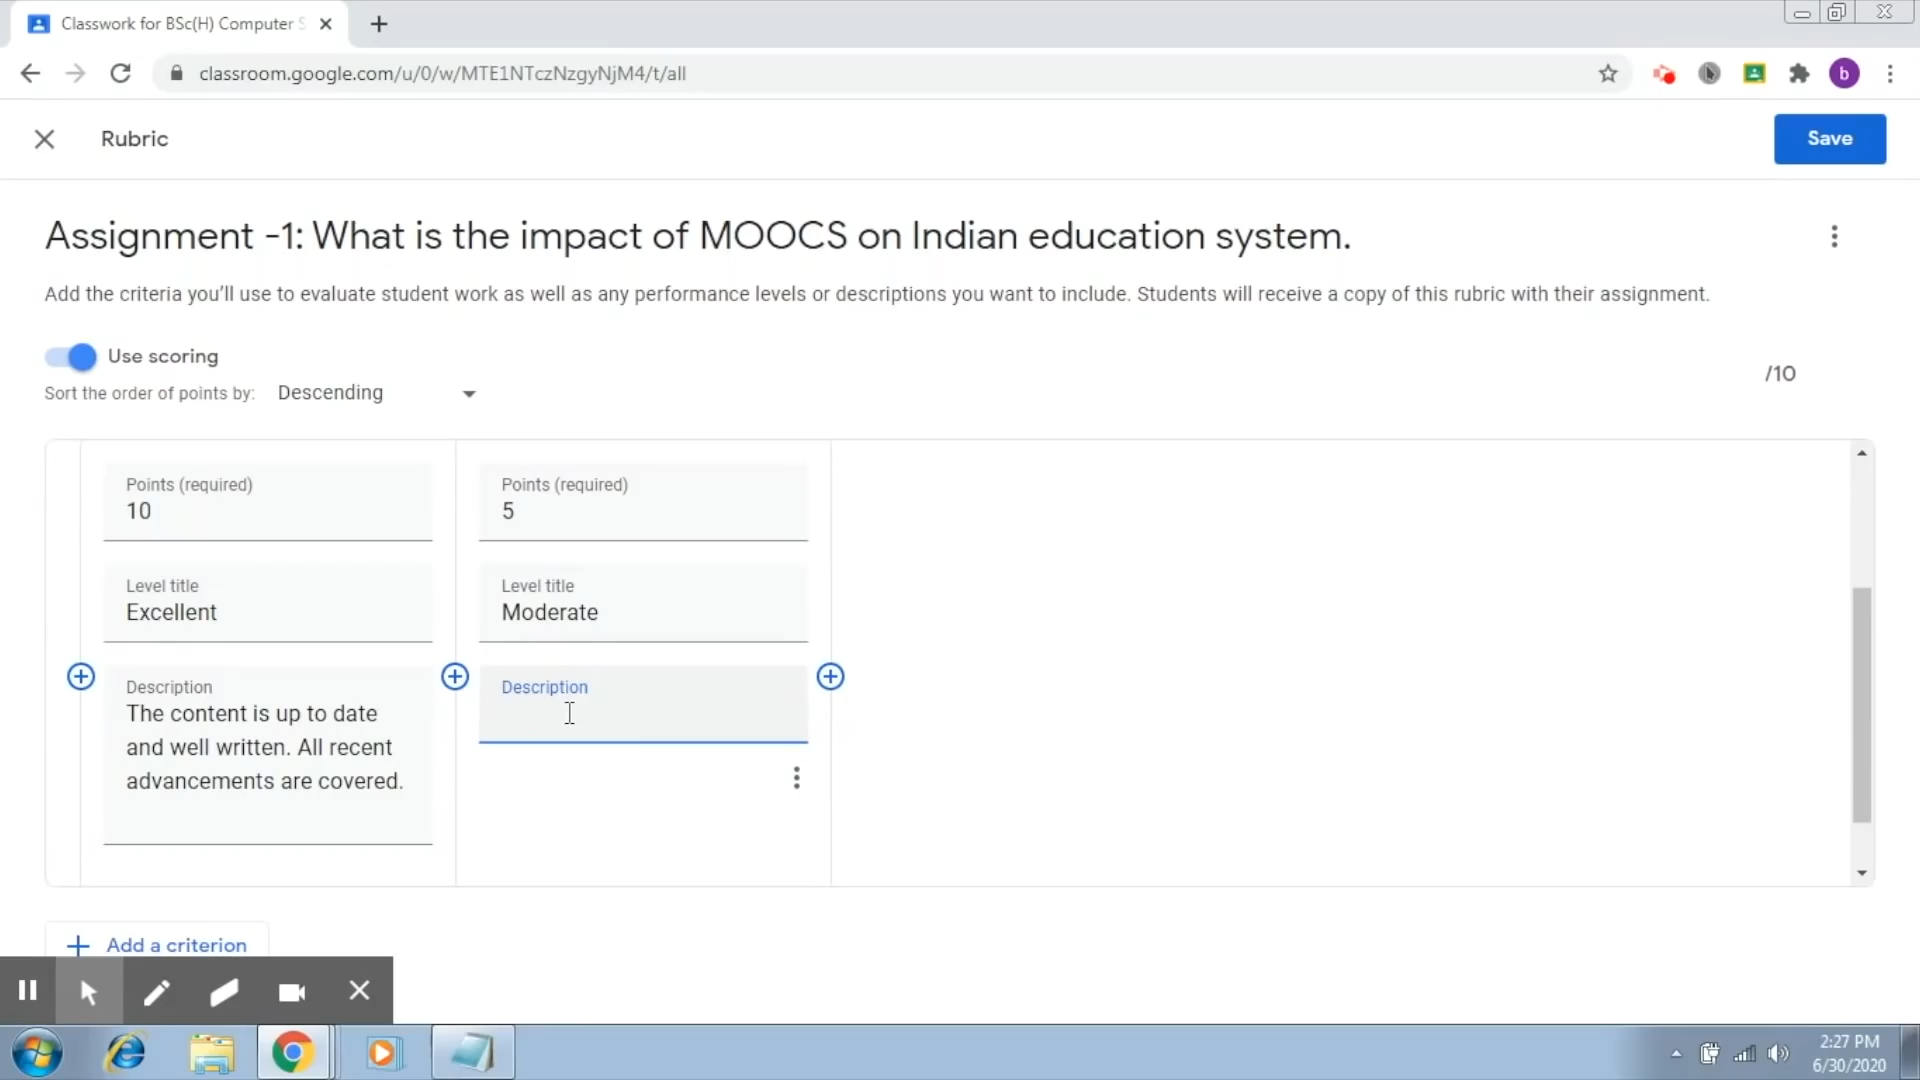 Classwork for BSc(H) Computer S
classroom.google.com/u/0/w/MTE1NTczNzgyNjM4/t/all
b
Rubric
Save
Assignment -1: What is the impact of MOOCS on Indian education system.
Add the criteria you'll use to evaluate student work as well as any performance levels or descriptions you want to include. Students will receive a copy of this rubric with their assignment.
Use scoring
/10
Sort the order of points by: Descending
Points (required)
10
Points (required)
5
Level title
Excellent
Level title
Moderate
Description
The content is up to date
and well written. All recent
advancements are covered.
Description
Add a criterion
2:27 PM
6/30/2020